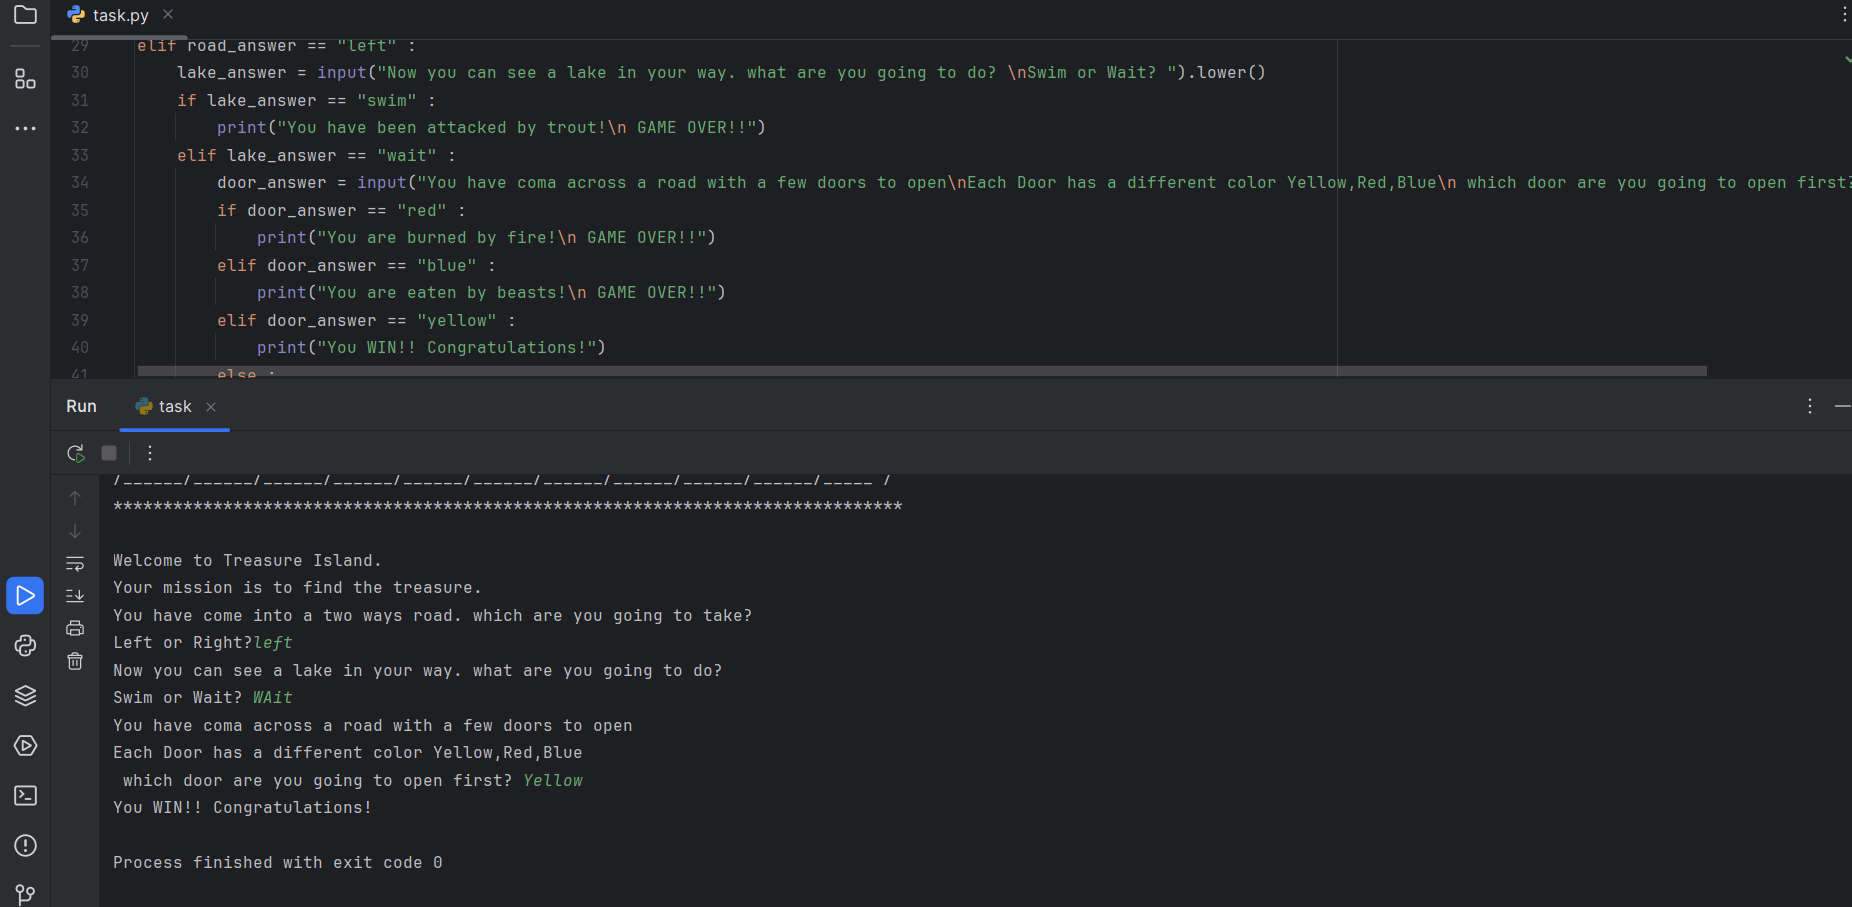 task.py
29 elif road_answer == "left" :
30 lake_answer = input("Now you can see a lake in your way. what are you going to do? \nSwim or Wait? ").lower()
31 if lake_answer == "swim" :
32 print("You have been attacked by trout!\n GAME OVER!!")
33 elif lake_answer == "wait" :
34 door_answer = input("You have coma across a road with a few doors to open\nEach Door has a different color Yellow,Red,Blue\n which door are you going to open first?
35 if door_answer == "red" :
36 print("You are burned by fire!\n GAME OVER!!")
37 elif door_answer == "blue" :
38 print("You are eaten by beasts!\n GAME OVER!!")
39 elif door_answer == "yellow" :
40 print("You WIN!! Congratulations!")
41 else :
Run task
/______/______/______/______/______/______/______/______/______/______/_____ /
*******************************************************************************
Welcome to Treasure Island.
Your mission is to find the treasure.
You have come into a two ways road. which are you going to take?
Left or Right?left
Now you can see a lake in your way. what are you going to do?
Swim or Wait? WAit
You have coma across a road with a few doors to open
Each Door has a different color Yellow,Red,Blue
which door are you going to open first? Yellow
You WIN!! Congratulations!
Process finished with exit code 0